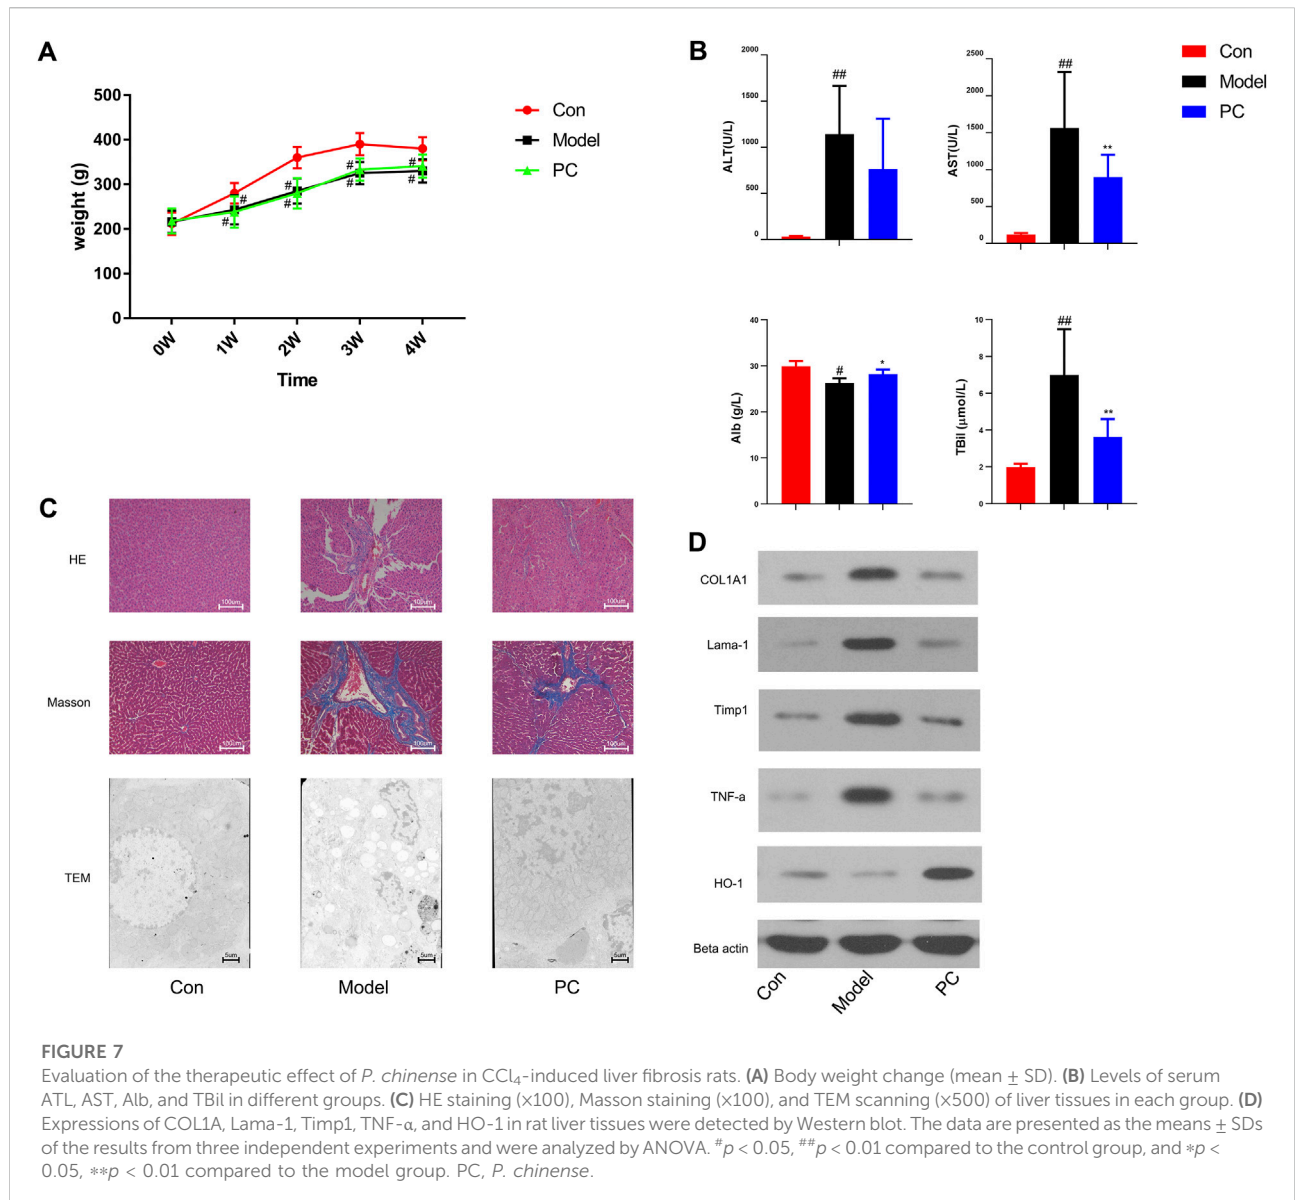 A
500
400
300
200
100
0
weight (g)
0W
1W
2W
3W
4W
Time
Con
Model
PC
#
#
#
#
#
#
#
#
B
2000
1500
1000
500
0
ALT(U/L)
##
2500
2000
1500
1000
500
0
AST(U/L)
##
**
Con
Model
PC
40
30
20
10
0
Alb (g/L)
#
*
10
8
6
4
2
0
TBil (μmol/L)
##
**
C
HE
100um
100um
100um
Masson
100um
100um
100um
TEM
5um
5um
5um
Con
Model
PC
D
COL1A1
Lama-1
Timp1
TNF-a
HO-1
Beta actin
Con
Model
PC
FIGURE 7
Evaluation of the therapeutic effect of P. chinense in CCl₄-induced liver fibrosis rats. (A) Body weight change (mean ± SD). (B) Levels of serum
ATL, AST, Alb, and TBil in different groups. (C) HE staining (×100), Masson staining (×100), and TEM scanning (×500) of liver tissues in each group. (D)
Expressions of COL1A, Lama-1, Timp1, TNF-α, and HO-1 in rat liver tissues were detected by Western blot. The data are presented as the means ± SDs
of the results from three independent experiments and were analyzed by ANOVA. #p < 0.05, ##p < 0.01 compared to the control group, and ∗p <
0.05, ∗∗p < 0.01 compared to the model group. PC, P. chinense.